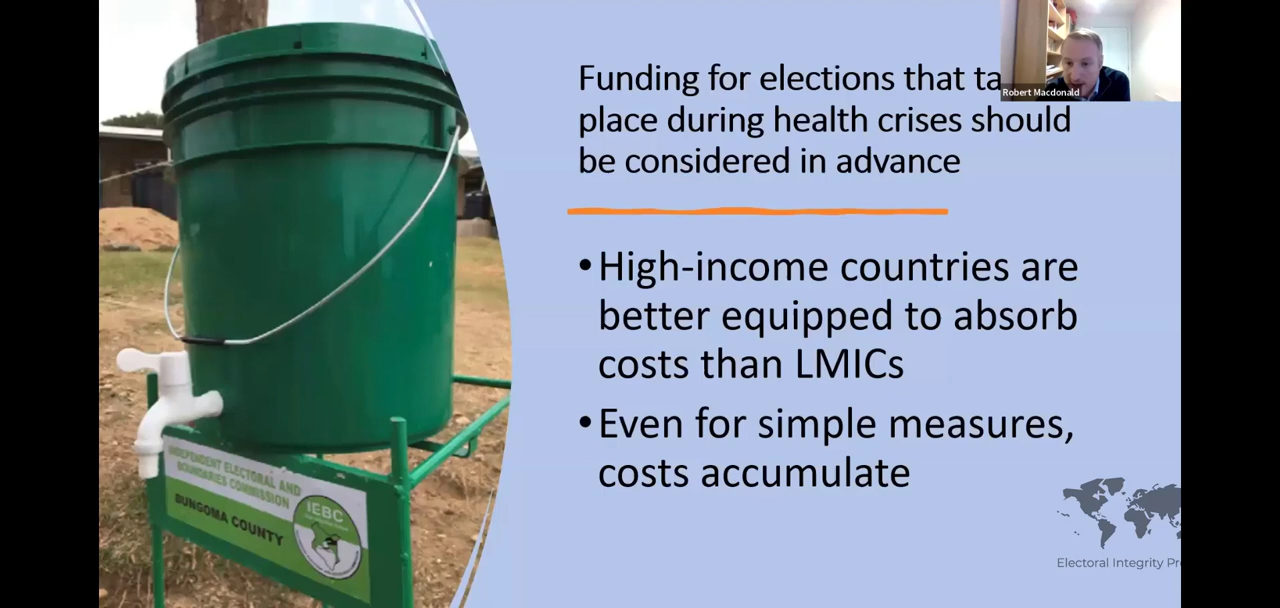 Funding for elections that ta
place during health crises should
be considered in advance
Robert Macdonald
•High-income countries are
better equipped to absorb
costs than LMICs
•Even for simple measures,
costs accumulate
INDEPENDENT ELECTORAL AND
BOUNDARIES COMMISSION
BUNGOMA COUNTY
IEBC
Electoral Integrity Pr